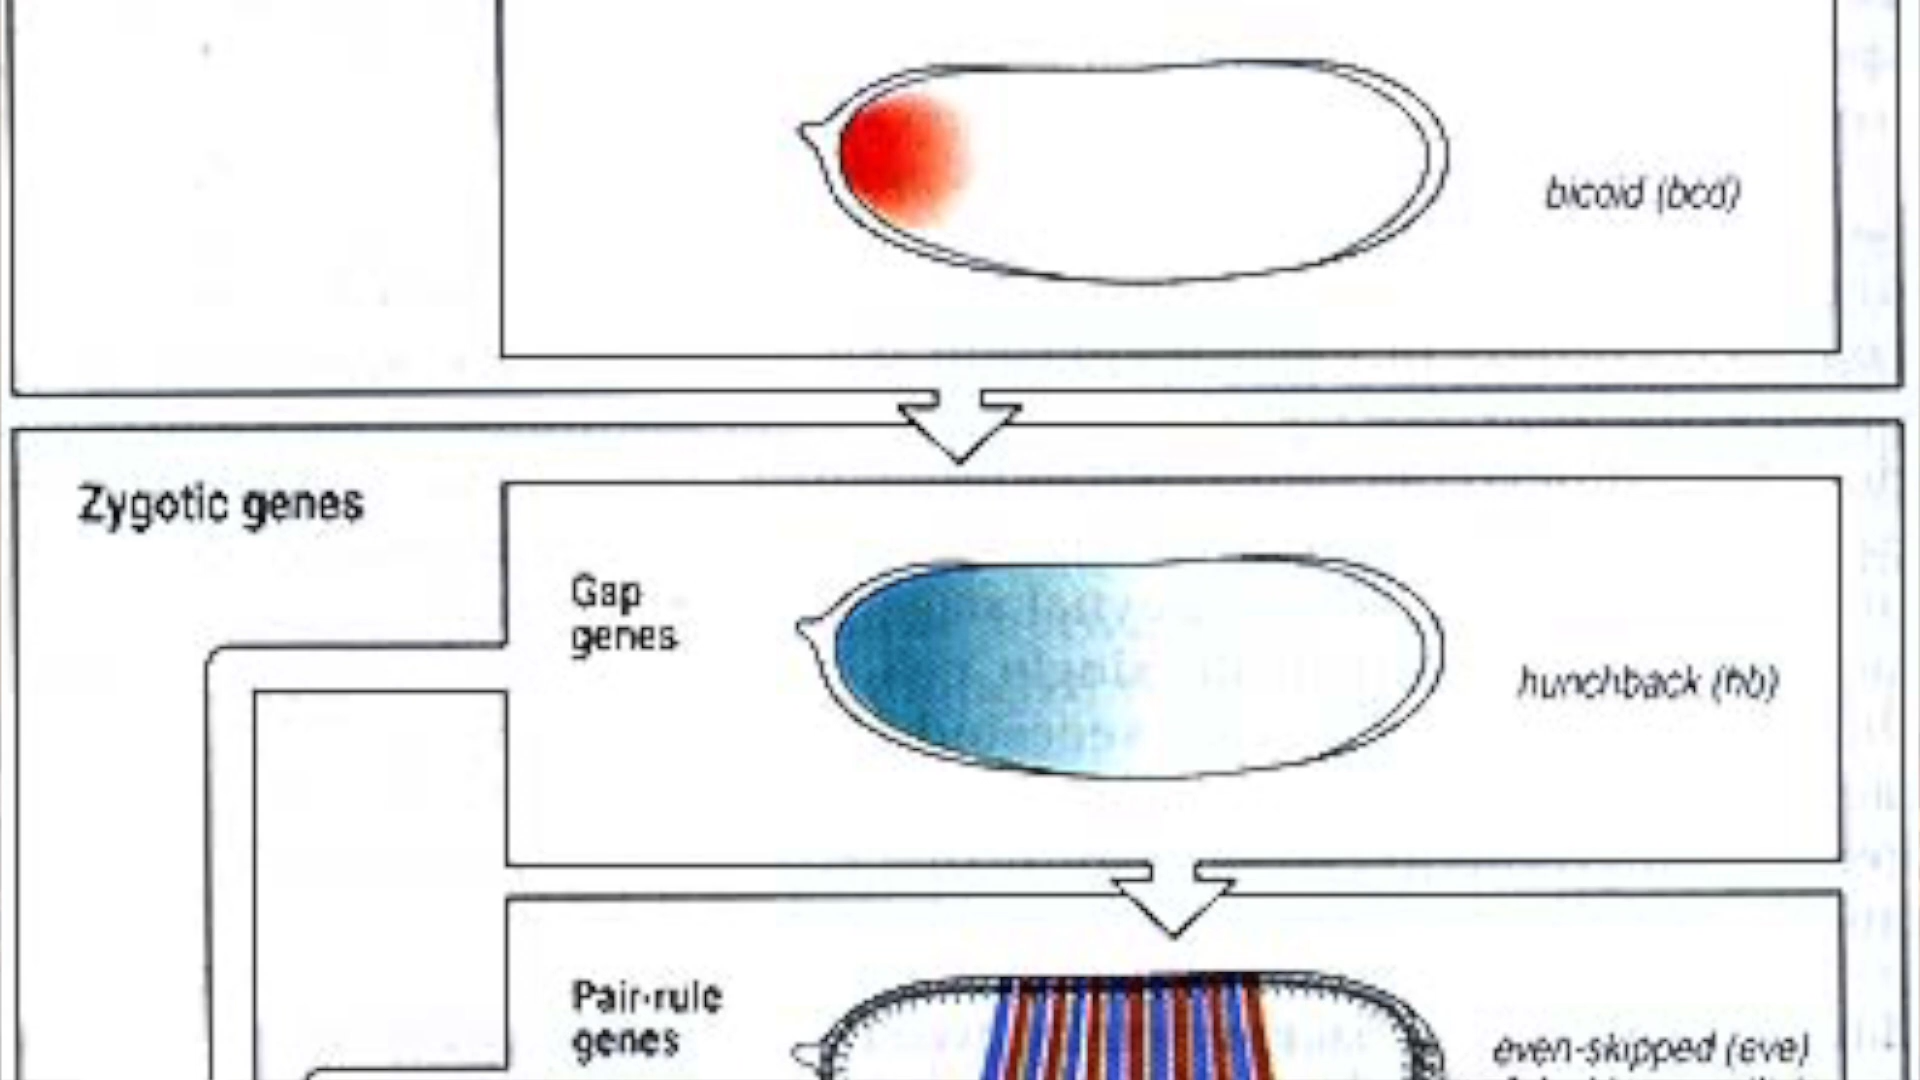 bicoid (bcd)
Zygotic genes
Gap
genes
hunchback (hb)
Pair-rule
genes
even-skipped (eve)